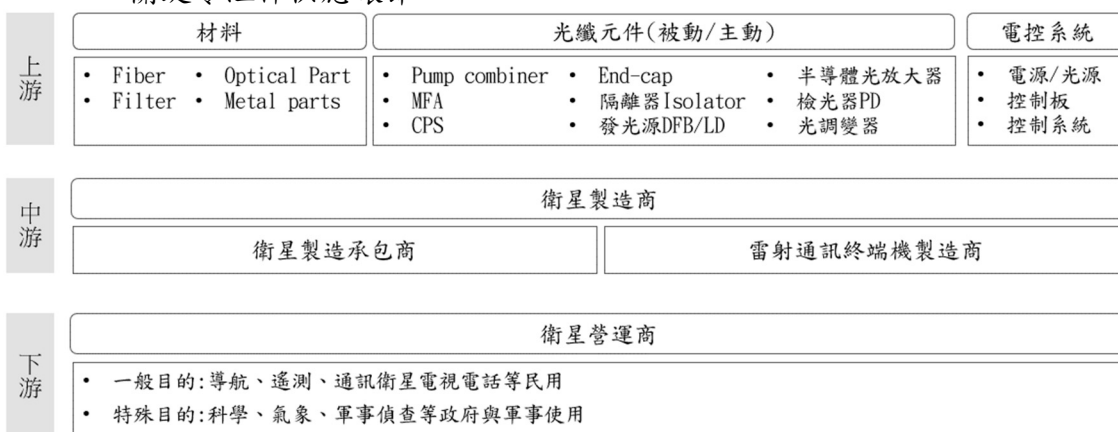 上游
材料
光纖元件(被動/主動)
電控系統
• Fiber • Optical Part
• Filter • Metal parts
• Pump combiner • End-cap • 半導體光放大器
• MFA • 隔離器Isolator • 檢光器PD
• CPS • 發光源DFB/LD • 光調變器
• 電源/光源
• 控制板
• 控制系統
中游
衛星製造商
衛星製造承包商
雷射通訊終端機製造商
下游
衛星營運商
• 一般目的:導航、遙測、通訊衛星電視電話等民用
• 特殊目的:科學、氣象、軍事偵查等政府與軍事使用